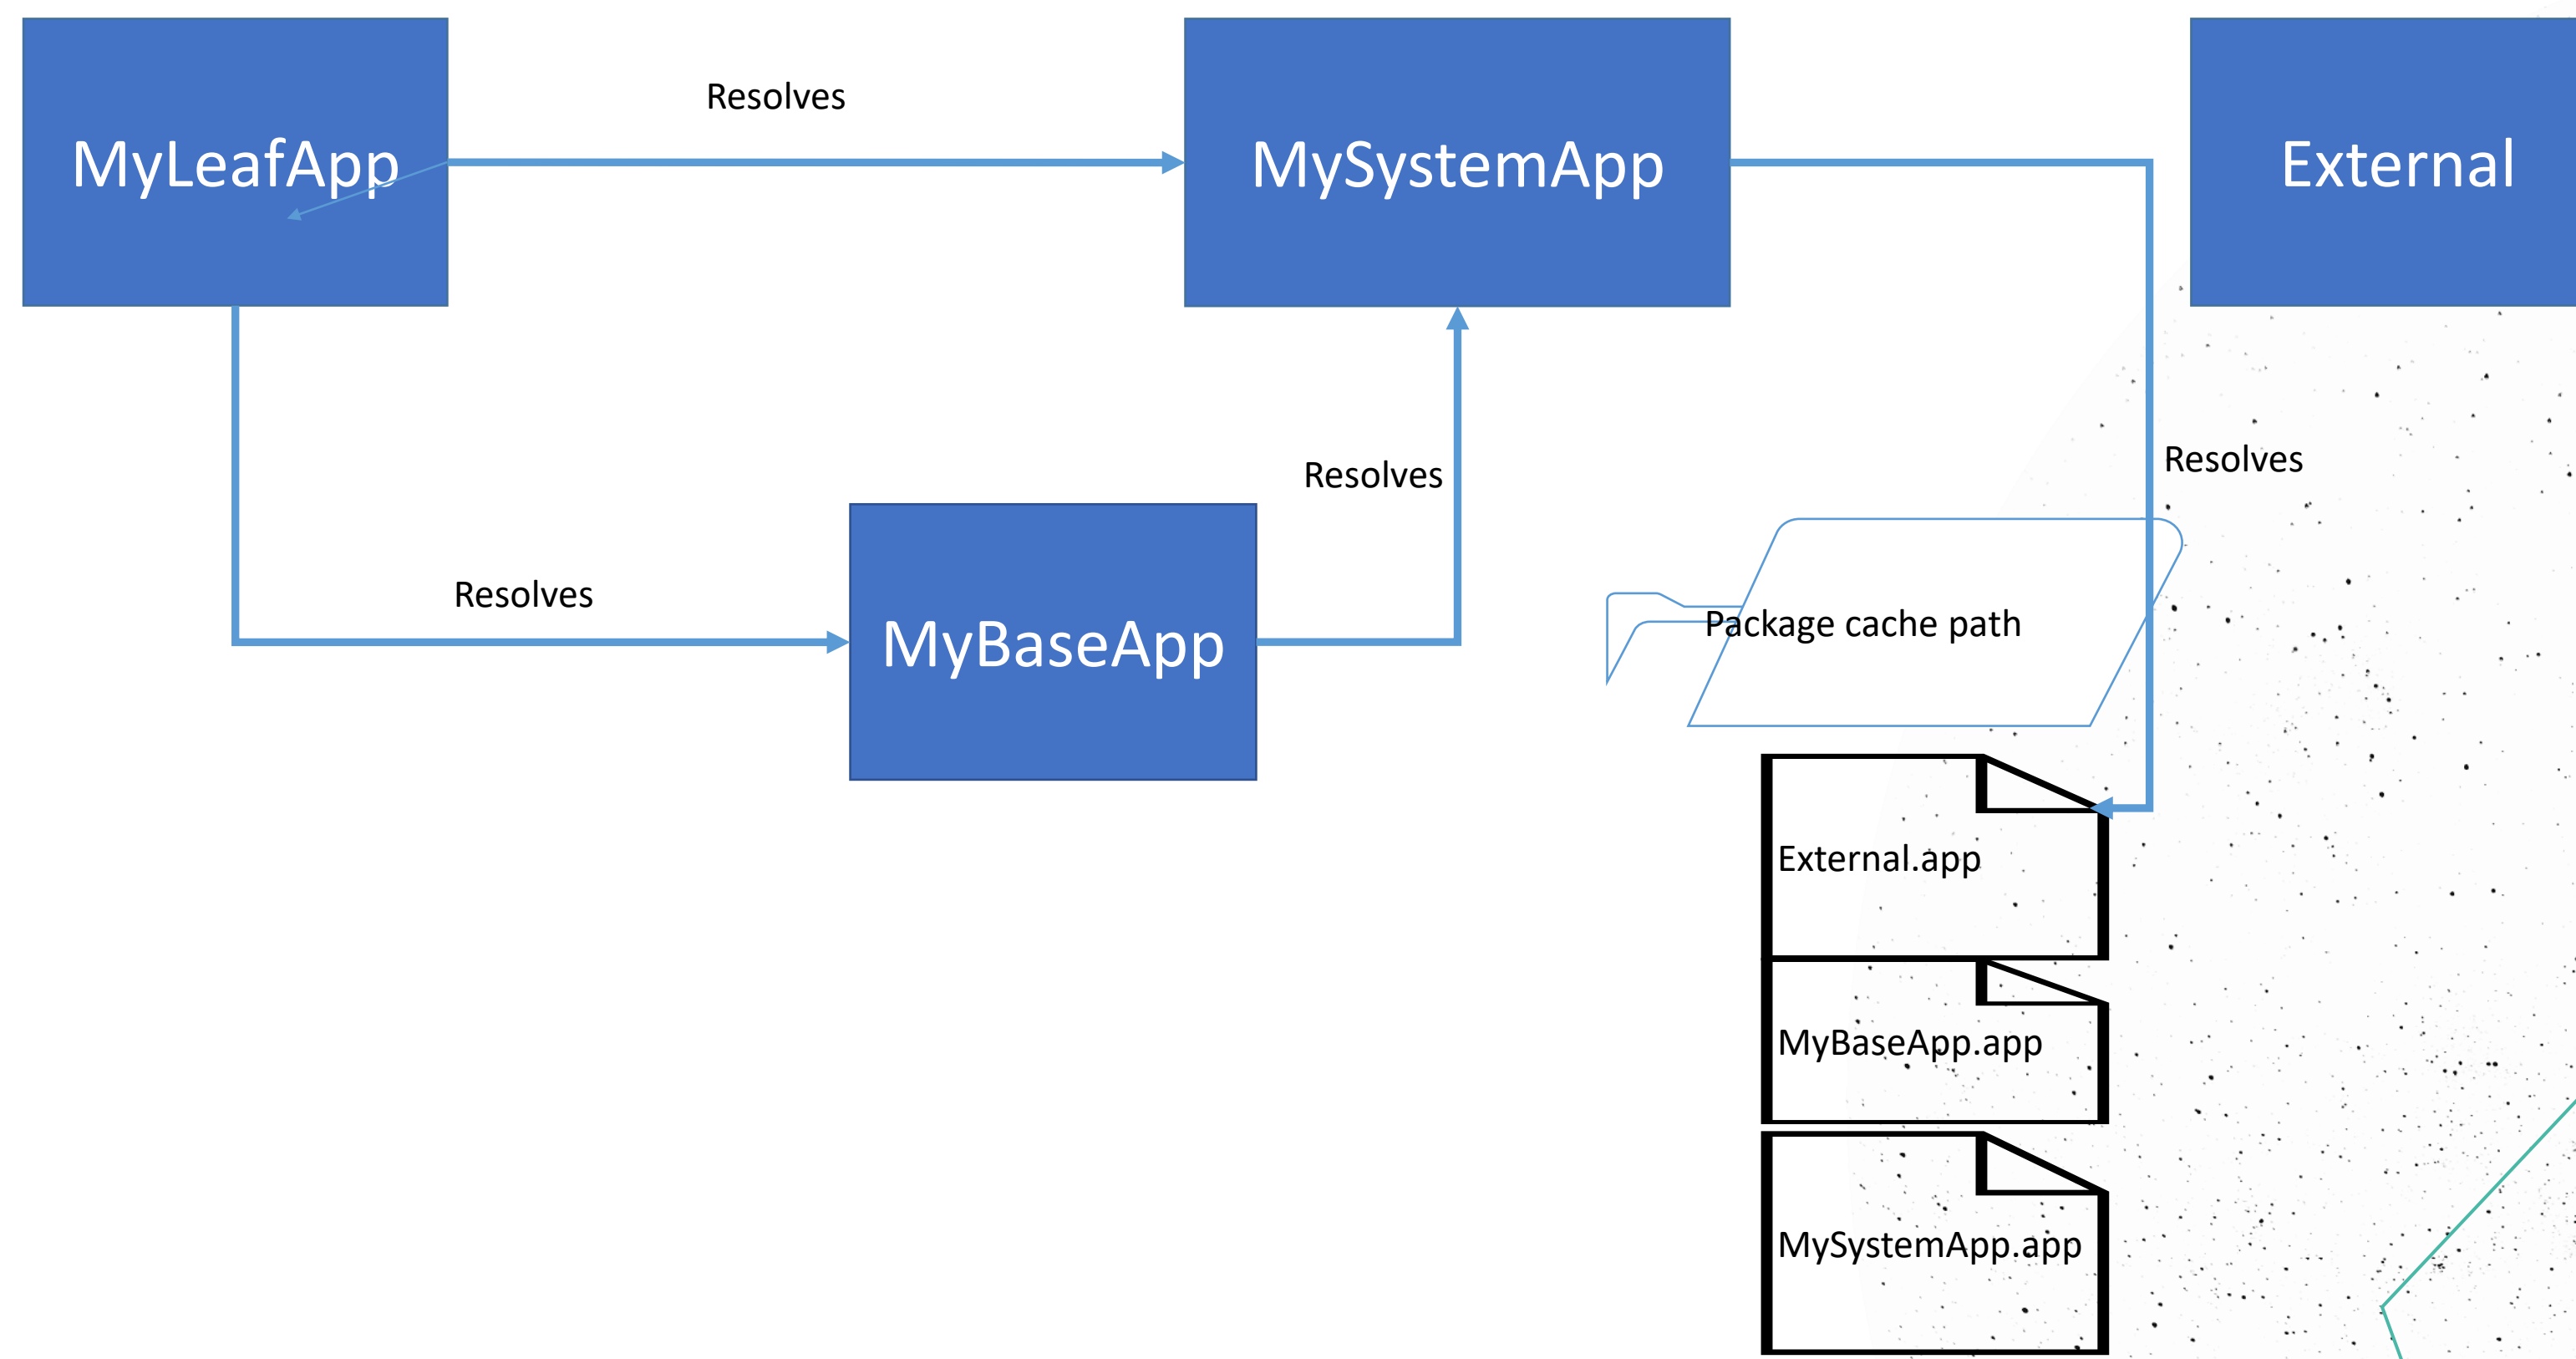 MyLeafApp
Resolves
MySystemApp
External
Resolves
Resolves
Resolves
MyBaseApp
Package cache path
External.app
MyBaseApp.app
MySystemApp.app